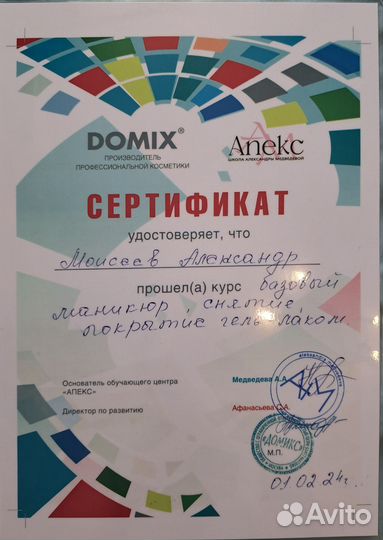 DOMIX®
ПРОИЗВОДИТЕЛЬ
ПРОФЕССИОНАЛЬНОЙ КОСМЕТИКИ
Апекс
ШКОЛА АЛЕКСАНДРЫ МЕДВЕДЕВОЙ
СЕРТИФИКАТ
удостоверяет, что
Моисеев Александр
прошел(а) курс базовый
маникюр, снятие,
покрытие гель-лаком.
Основатель обучающего центра
«АПЕКС»
Медведева А.А.
Директор по развитию
Афанасьева С.А.
«ДОМИКС»
М.П.
01.02.24г.
Avito